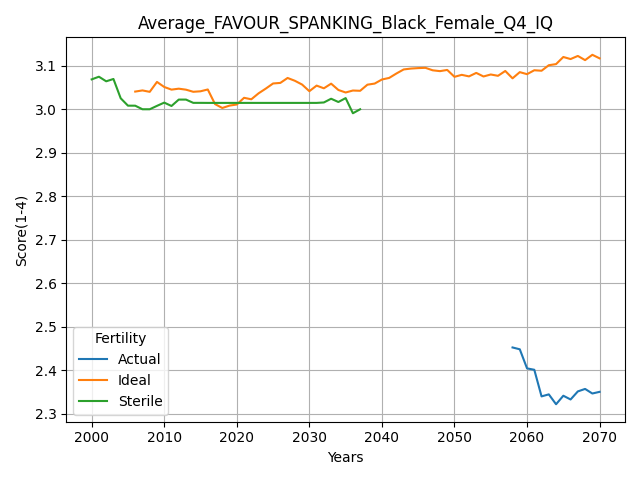 Average_FAVOUR_SPANKING_Black_Female_Q4_IQ
Score(1-4)
3.1
3.0
2.9
2.8
2.7
2.6
2.5
2.4
2.3
Fertility
Actual
Ideal
Sterile
2000 2010 2020 2030 2040 2050 2060 2070
Years